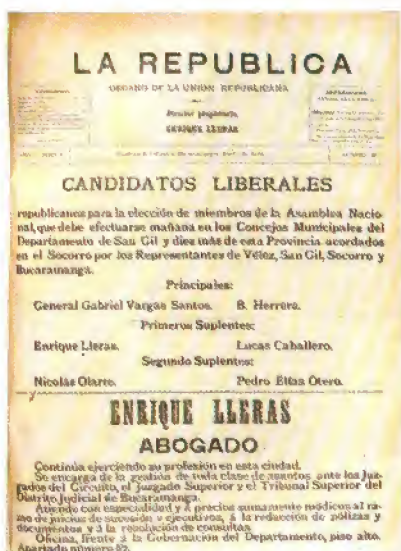 LA REPUBLICA
ORGANO DE LA UNION REPUBLICANA
Director propietario,
ENRIQUE LLERAS
CANDIDATOS LIBERALES
republicanos para la elección de miembros de la Asamblea Nacio
nal, que debe efectuarse mañana en los Concejos Municipales del
Departamento de San Gil y diez más de esta Provincia acordados
en el Socorro por los Representantes de Vélez, San Gil, Socorro y
Bucaramanga.
Principales:
General Gabriel Vargas Santos. B. Herrera.
Primeros Suplentes:
Enrique Lleras. Lucas Caballero.
Segundo Suplentes:
Nicolás Olarte. Pedro Elías Otero.
ENRIQUE LLERAS
ABOGADO
Continúa ejerciendo su profesión en esta ciudad.
Se encarga de la gestión de toda clase de asuntos ante los Juz-
gados del Circuito, el Juzgado Superior y el Tribunal Superior del
Distrito Judicial de Bucaramanga.
Atiende con especialidad y á precios sumamente módicos al ra-
mo de juicios de sucesión y ejecutivos, á la redacción de pólizas y
documentos y á la resolución de consultas.
Oficina, frente á la Gobernación del Departamento, piso alto.
Apartado número 52.